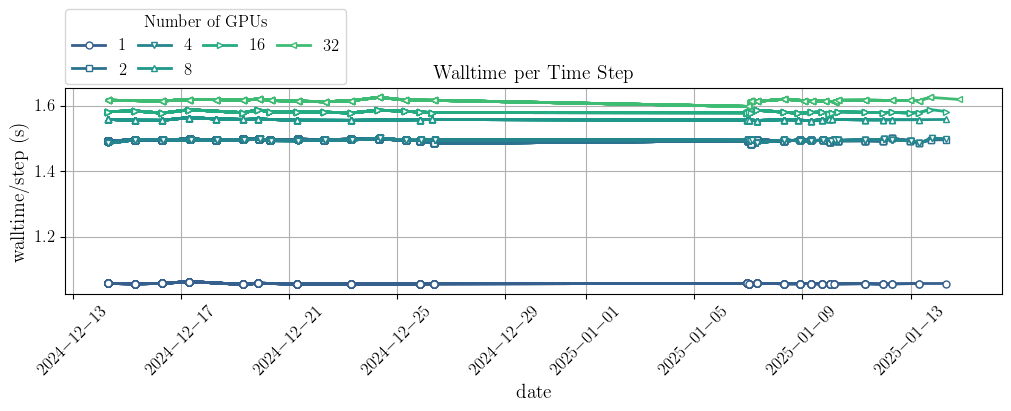 Number of GPUs
1 4 16 32
2 8
Walltime per Time Step
walltime/step (s)
1.6
1.4
1.2
2024−12−13 2024−12−17 2024−12−21 2024−12−25 2024−12−29 2025−01−01 2025−01−05 2025−01−09 2025−01−13
date